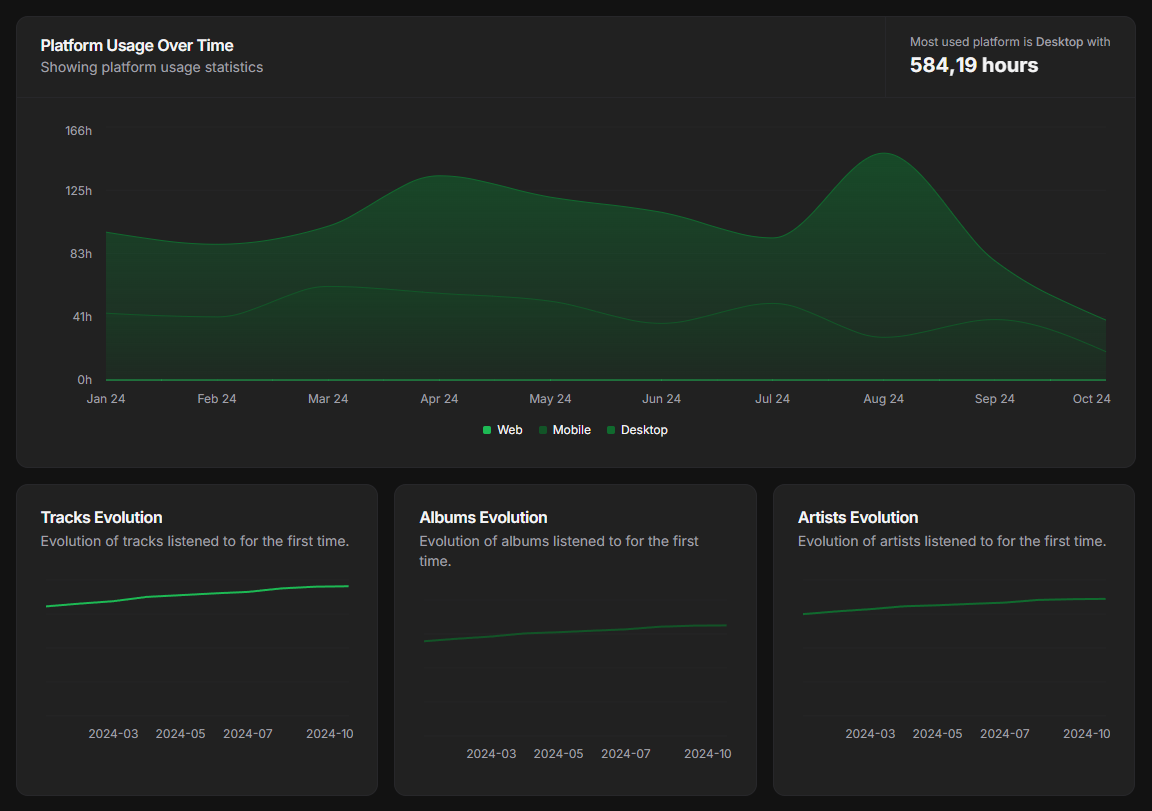 Platform Usage Over Time
Showing platform usage statistics
Most used platform is Desktop with
584,19 hours
166h
125h
83h
41h
0h
Jan 24 Feb 24 Mar 24 Apr 24 May 24 Jun 24 Jul 24 Aug 24 Sep 24 Oct 24
Web Mobile Desktop
Tracks Evolution
Evolution of tracks listened to for the first time.
2024-03 2024-05 2024-07 2024-10
Albums Evolution
Evolution of albums listened to for the first
time.
2024-03 2024-05 2024-07 2024-10
Artists Evolution
Evolution of artists listened to for the first time.
2024-03 2024-05 2024-07 2024-10